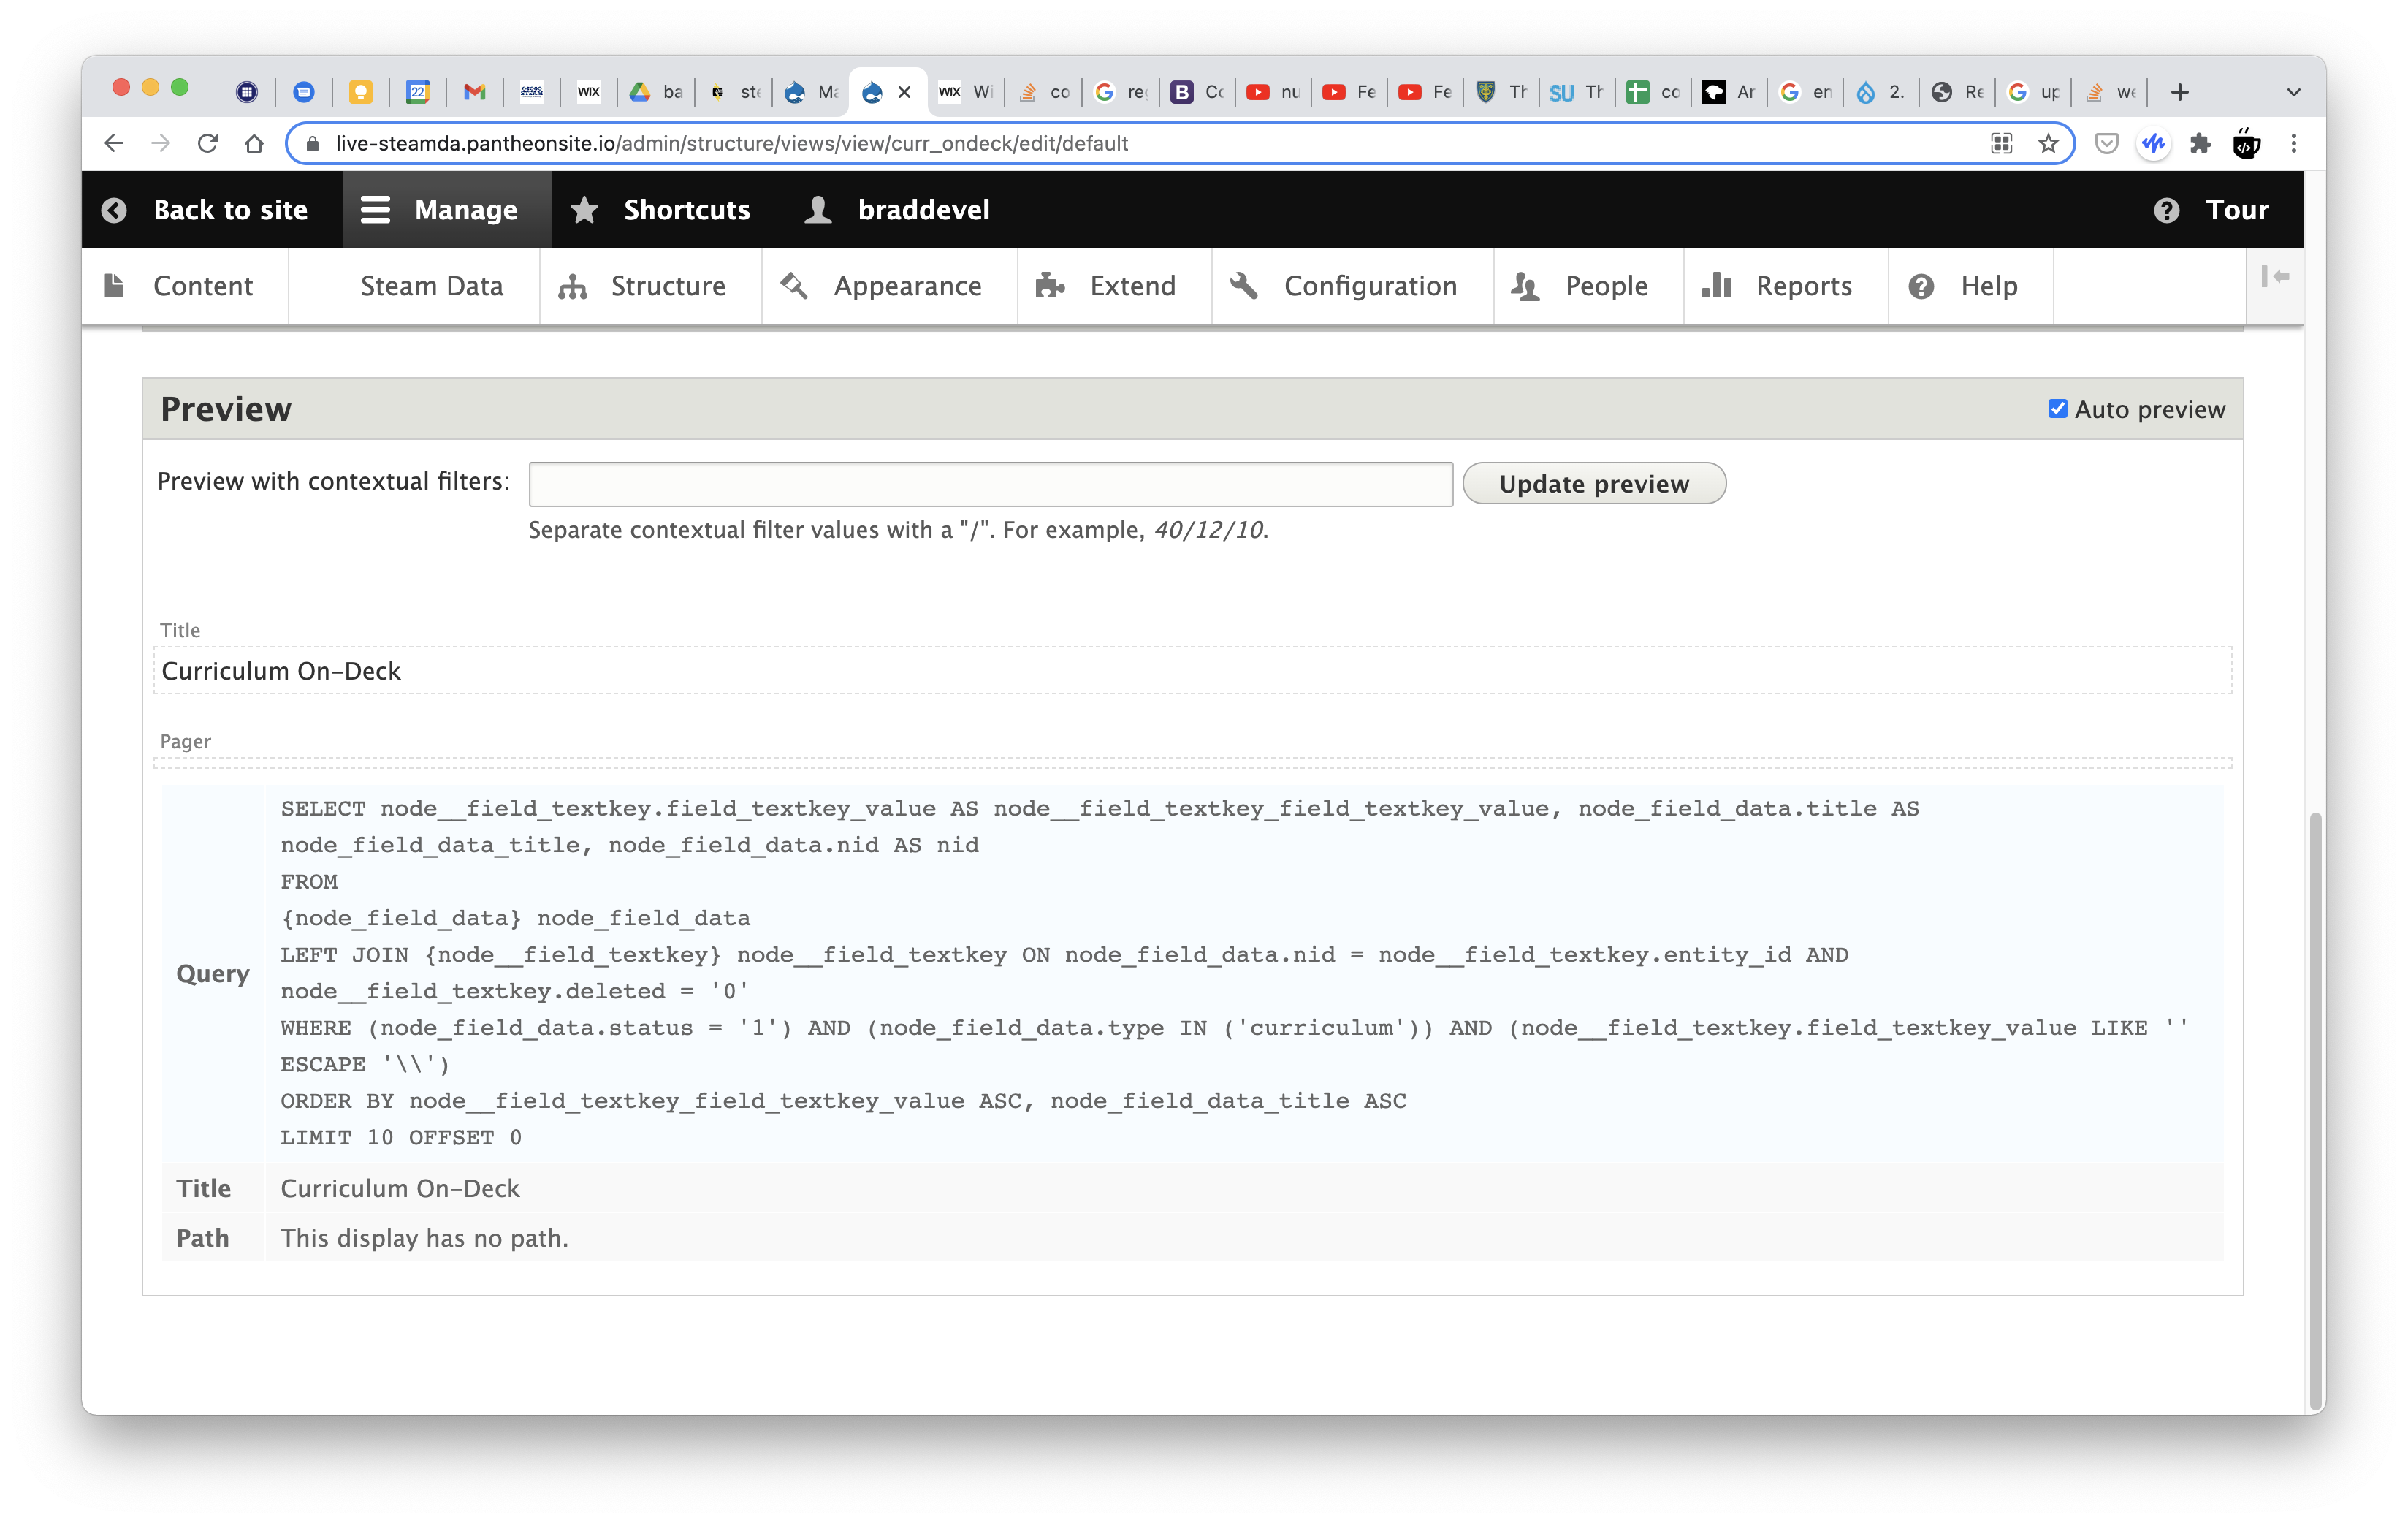 22
OCOEO
STEAM
WIX
ba
ste
Ma
WIX
Wi
co
reg
B
Co
nu
Fe
Fe
Th
SU
Th
co
Ar
en
2.
Re
up
we
live-steamda.pantheonsite.io/admin/structure/views/view/curr_ondeck/edit/default
Back to site
Manage
Shortcuts
braddevel
Tour
Content
Steam Data
Structure
Appearance
Extend
Configuration
People
Reports
Help
Preview
Auto preview
Preview with contextual filters:
Update preview
Separate contextual filter values with a "/". For example, 40/12/10.
Title
Curriculum On-Deck
Pager
Query
SELECT node__field_textkey.field_textkey_value AS node__field_textkey_field_textkey_value, node_field_data.title AS
node_field_data_title, node_field_data.nid AS nid
FROM
{node_field_data} node_field_data
LEFT JOIN {node__field_textkey} node__field_textkey ON node_field_data.nid = node__field_textkey.entity_id AND
node__field_textkey.deleted = '0'
WHERE (node_field_data.status = '1') AND (node_field_data.type IN ('curriculum')) AND (node__field_textkey.field_textkey_value LIKE ''
ESCAPE '\\')
ORDER BY node__field_textkey_field_textkey_value ASC, node_field_data_title ASC
LIMIT 10 OFFSET 0
Title
Curriculum On-Deck
Path
This display has no path.